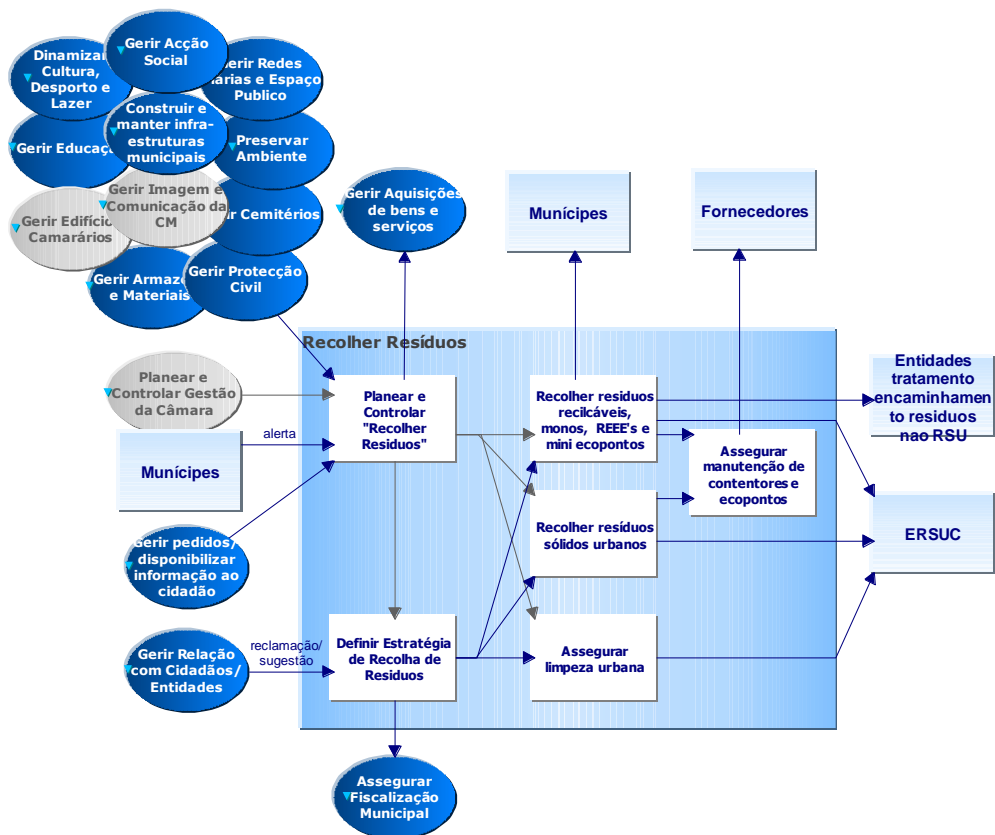 Gerir Acção
Social
Dinamizar
Cultura,
Desporto e
Lazer
Gerir Redes
Viárias e Espaço
Publico
Construir e
manter infra-
estruturas
municipais
Gerir Educaçã
Preservar
Ambiente
Gerir Imagem e
Comunicação da
CM
Gerir Edifício
Camarários
Cemitérios
Gerir Armazé
e Materiais
Gerir Protecção
Civil
Gerir Aquisições
de bens e
serviços
Munícipes
Fornecedores
Recolher Resíduos
Planear e
Controlar Gestão
da Câmara
Planear e
Controlar
"Recolher
Residuos"
Recolher residuos
recilcáveis,
monos, REEE's e
mini ecopontos
Entidades
tratamento
encaminhamen
to residuos
nao RSU
alerta
Munícipes
Assegurar
manutenção de
contentores e
ecopontos
Recolher resíduos
sólidos urbanos
ERSUC
Gerir pedidos/
disponibilizar
informação ao
cidadão
reclamação/
sugestão
Gerir Relação
com Cidadãos/
Entidades
Definir Estratégia
de Recolha de
Residuos
Assegurar
limpeza urbana
Assegurar
Fiscalização
Municipal